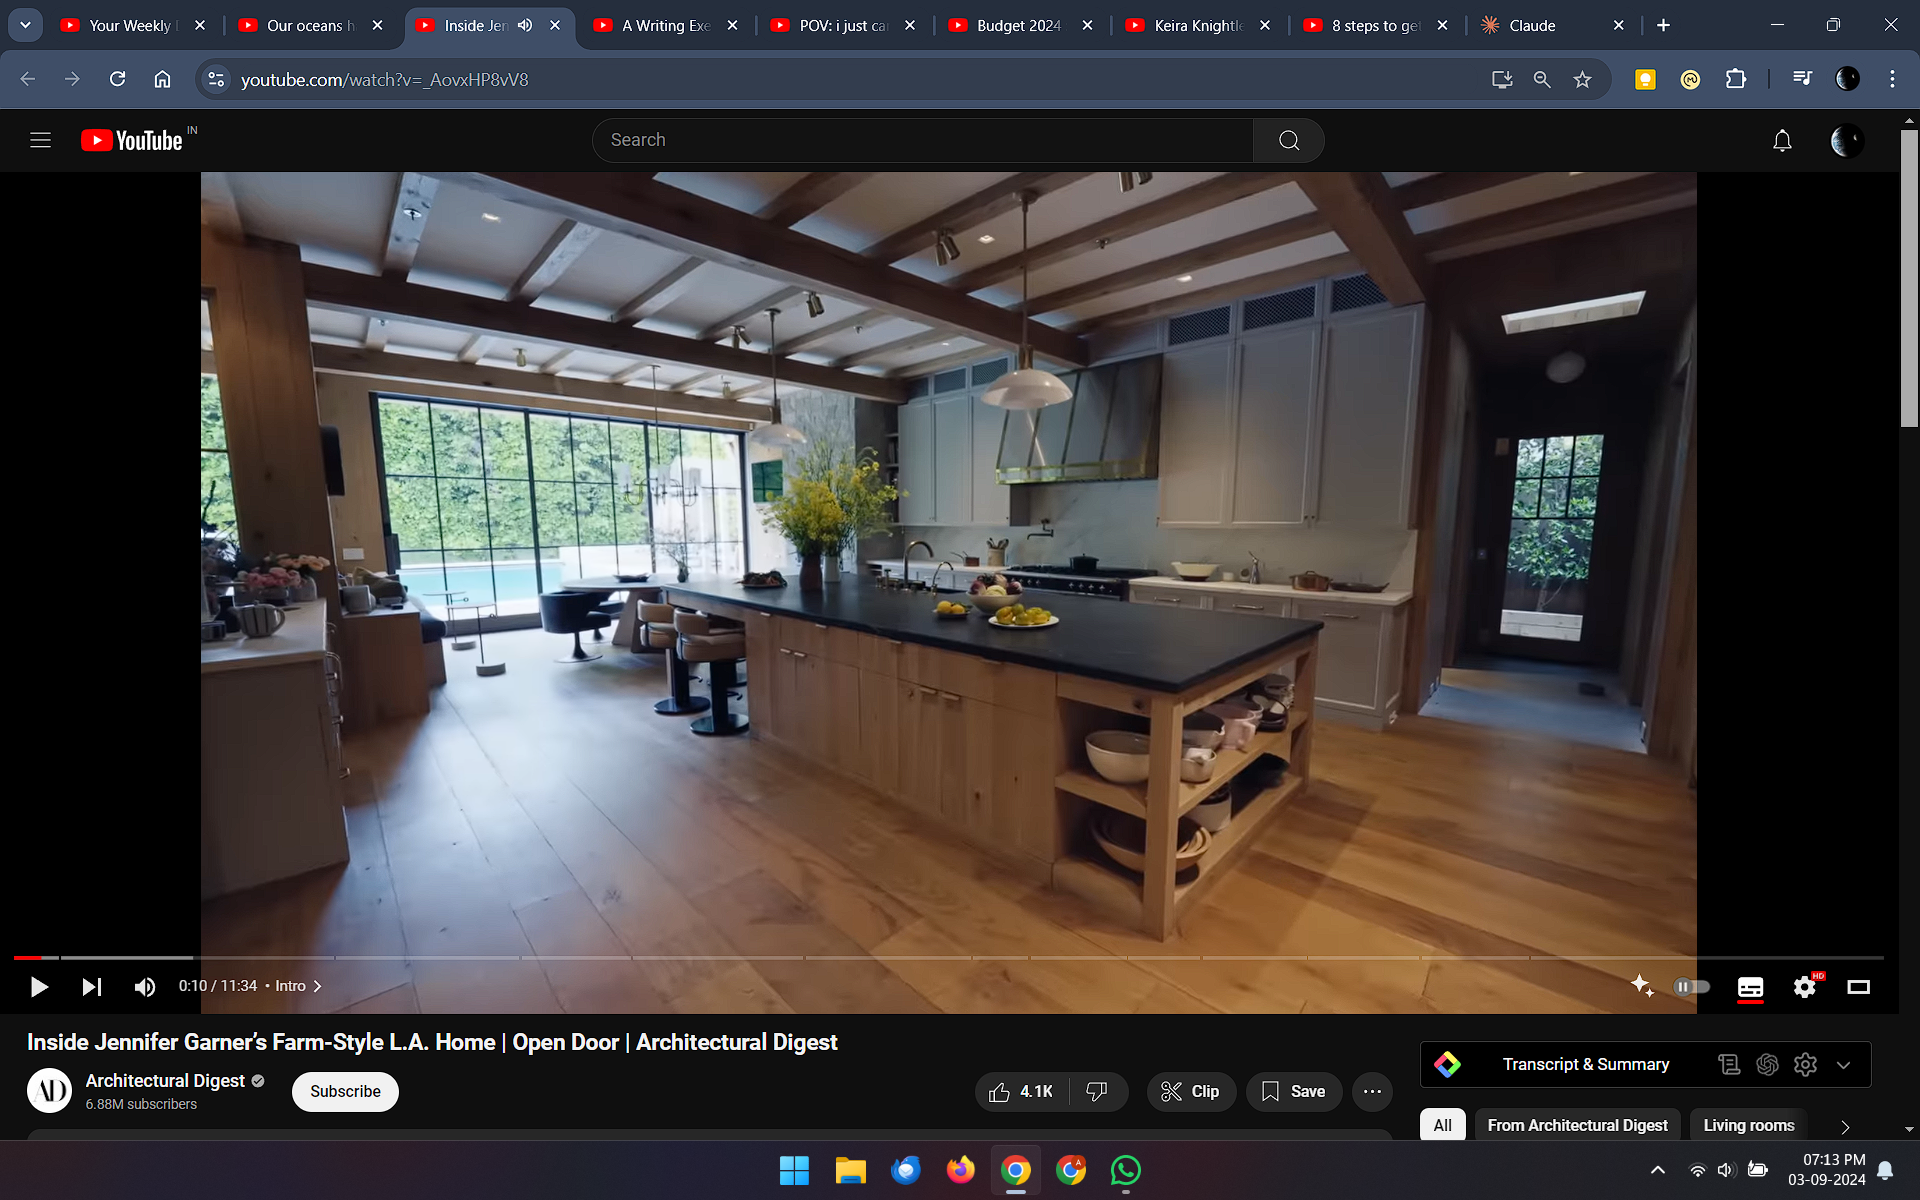 Your Weekly
Our oceans h
Inside Jen
A Writing Exe
POV: i just ca
Budget 2024
Keira Knightle
8 steps to get
Claude
youtube.com/watch?v=_AovxHP8vV8
YouTube IN
Search
0:10 / 11:34 • Intro
HD
Inside Jennifer Garner’s Farm-Style L.A. Home | Open Door | Architectural Digest
AD
Architectural Digest
6.88M subscribers
Subscribe
4.1K
Clip
Save
Transcript & Summary
All
From Architectural Digest
Living rooms
07:13 PM
03-09-2024